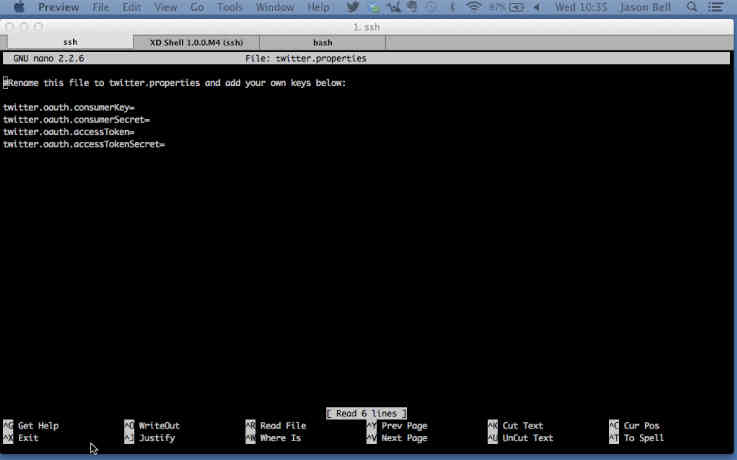 Preview File Edit View Go Tools Window Help 97% Wed 10:35 Jason Bell
1. ssh
ssh XD Shell 1.0.0.M4 (ssh) bash
GNU nano 2.2.6 File: twitter.properties
#Rename this file to twitter.properties and add your own keys below:
twitter.oauth.consumerKey=
twitter.oauth.consumerSecret=
twitter.oauth.accessToken=
twitter.oauth.accessTokenSecret=
[ Read 6 lines ]
^G Get Help ^O WriteOut ^R Read File ^Y Prev Page ^K Cut Text ^C Cur Pos
^X Exit ^J Justify ^W Where Is ^V Next Page ^U UnCut Text ^T To Spell